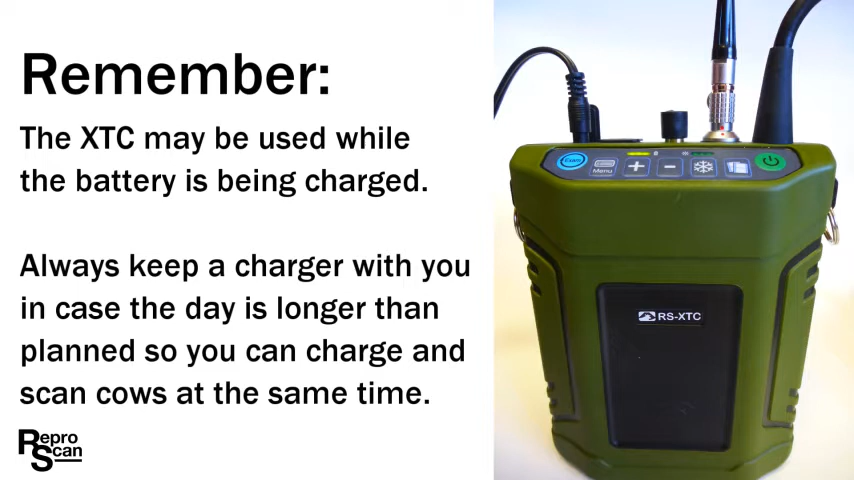 Remember:
The XTC may be used while
the battery is being charged.
Always keep a charger with you
in case the day is longer than
planned so you can charge and
scan cows at the same time.
Repro
Scan
Exam
Menu
+
-
RS-XTC